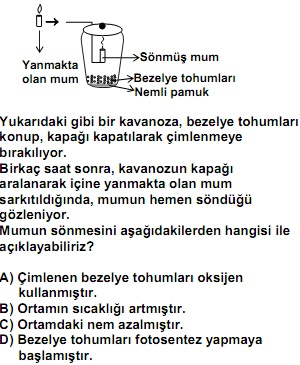 Yanmakta
olan mum
Sönmüş mum
Bezelye tohumları
Nemli pamuk
Yukarıdaki gibi bir kavanoza, bezelye tohumları
konup, kapağı kapatılarak çimlenmeye
bırakılıyor.
Birkaç saat sonra, kavanozun kapağı
aralanarak içine yanmakta olan mum
sarkıtıldığında, mumun hemen söndüğü
gözleniyor.
Mumun sönmesini aşağıdakilerden hangisi ile
açıklayabiliriz?
A) Çimlenen bezelye tohumları oksijen
kullanmıştır.
B) Ortamın sıcaklığı artmıştır.
C) Ortamdaki nem azalmıştır.
D) Bezelye tohumları fotosentez yapmaya
başlamıştır.